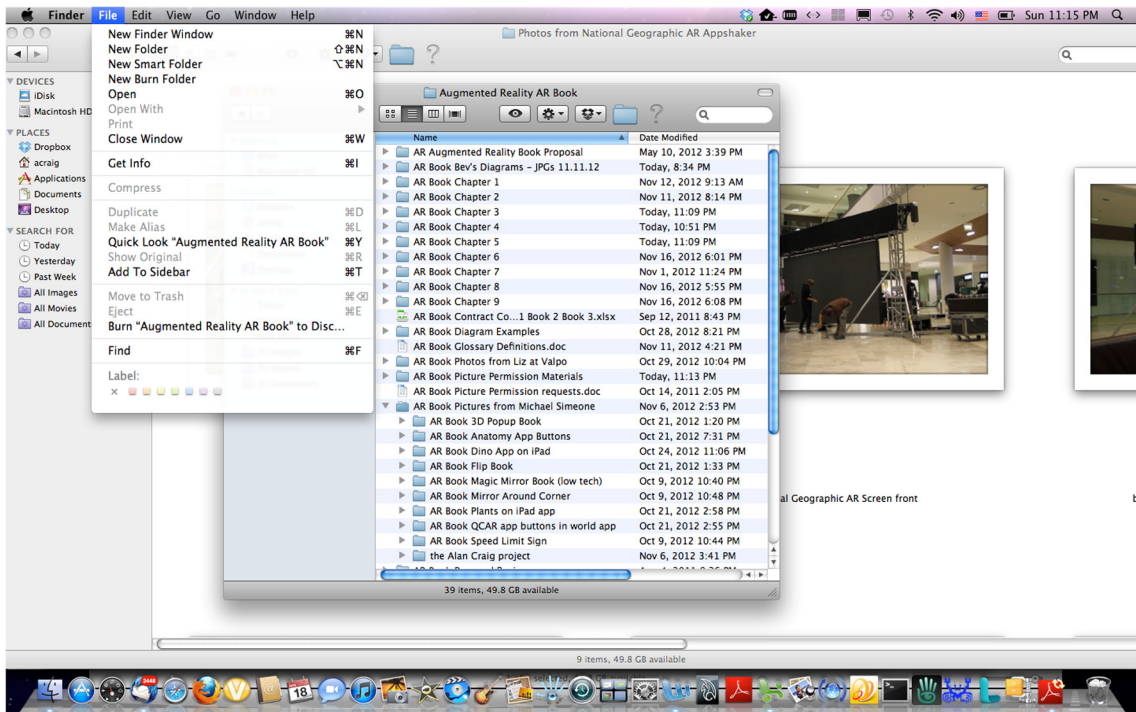 Finder File Edit View Go Window Help Sun 11:15 PM
Photos from National Geographic AR Appshaker
DEVICES
iDisk
Macintosh HD
PLACES
Dropbox
acraig
Applications
Documents
Desktop
SEARCH FOR
Today
Yesterday
Past Week
All Images
All Movies
All Document
New Finder Window ⌘N
New Folder ⇧⌘N
New Smart Folder ⌥⌘N
New Burn Folder
Open ⌘O
Open With
Print
Close Window ⌘W
Get Info ⌘I
Compress
Duplicate ⌘D
Make Alias ⌘L
Quick Look “Augmented Reality AR Book” ⌘Y
Show Original ⌘R
Add To Sidebar ⌘T
Move to Trash ⌘⌫
Eject ⌘E
Burn “Augmented Reality AR Book” to Disc...
Find ⌘F
Label:
Augmented Reality AR Book
Name Date Modified
AR Augmented Reality Book Proposal May 10, 2012 3:39 PM
AR Book Bev's Diagrams – JPGs 11.11.12 Today, 8:34 PM
AR Book Chapter 1 Nov 12, 2012 9:13 AM
AR Book Chapter 2 Nov 11, 2012 8:14 PM
AR Book Chapter 3 Today, 11:09 PM
AR Book Chapter 4 Today, 10:51 PM
AR Book Chapter 5 Today, 11:09 PM
AR Book Chapter 6 Nov 16, 2012 6:01 PM
AR Book Chapter 7 Nov 1, 2012 11:24 PM
AR Book Chapter 8 Nov 16, 2012 5:55 PM
AR Book Chapter 9 Nov 16, 2012 6:08 PM
AR Book Contract Co...1 Book 2 Book 3.xlsx Sep 12, 2011 8:43 PM
AR Book Diagram Examples Oct 28, 2012 8:21 PM
AR Book Glossary Definitions.doc Nov 11, 2012 4:21 PM
AR Book Photos from Liz at Valpo Oct 29, 2012 10:04 PM
AR Book Picture Permission Materials Today, 11:13 PM
AR Book Picture Permission requests.doc Oct 14, 2011 2:05 PM
AR Book Pictures from Michael Simeone Nov 6, 2012 2:53 PM
AR Book 3D Popup Book Oct 21, 2012 1:20 PM
AR Book Anatomy App Buttons Oct 21, 2012 7:31 PM
AR Book Dino App on iPad Oct 24, 2012 11:06 PM
AR Book Flip Book Oct 21, 2012 1:33 PM
AR Book Magic Mirror Book (low tech) Oct 9, 2012 10:40 PM
AR Book Mirror Around Corner Oct 9, 2012 10:48 PM
AR Book Plants on iPad app Oct 21, 2012 2:58 PM
AR Book QCAR app buttons in world app Oct 21, 2012 2:55 PM
AR Book Speed Limit Sign Oct 9, 2012 10:44 PM
the Alan Craig project Nov 6, 2012 3:41 PM
39 items, 49.8 GB available
al Geographic AR Screen front
9 items, 49.8 GB available
18